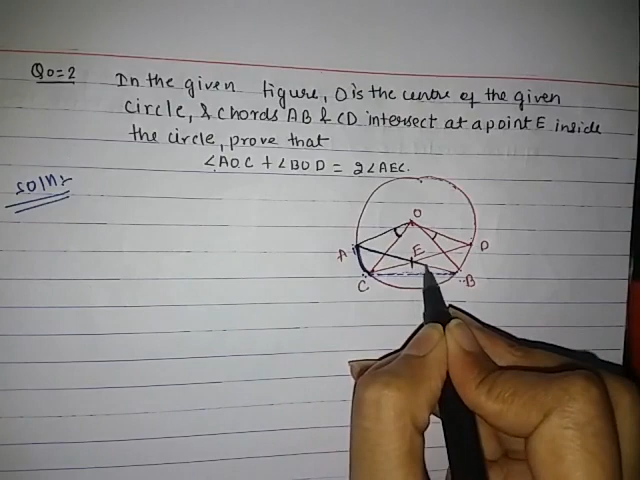 Qo=2 In the given figure, O is the centre of the given
circle, & chords AB & CD intersect at a point E inside
the circle, prove that
∠AOC + ∠BOD = 2∠AEC.
Soln:
O
A
E
D
C
B